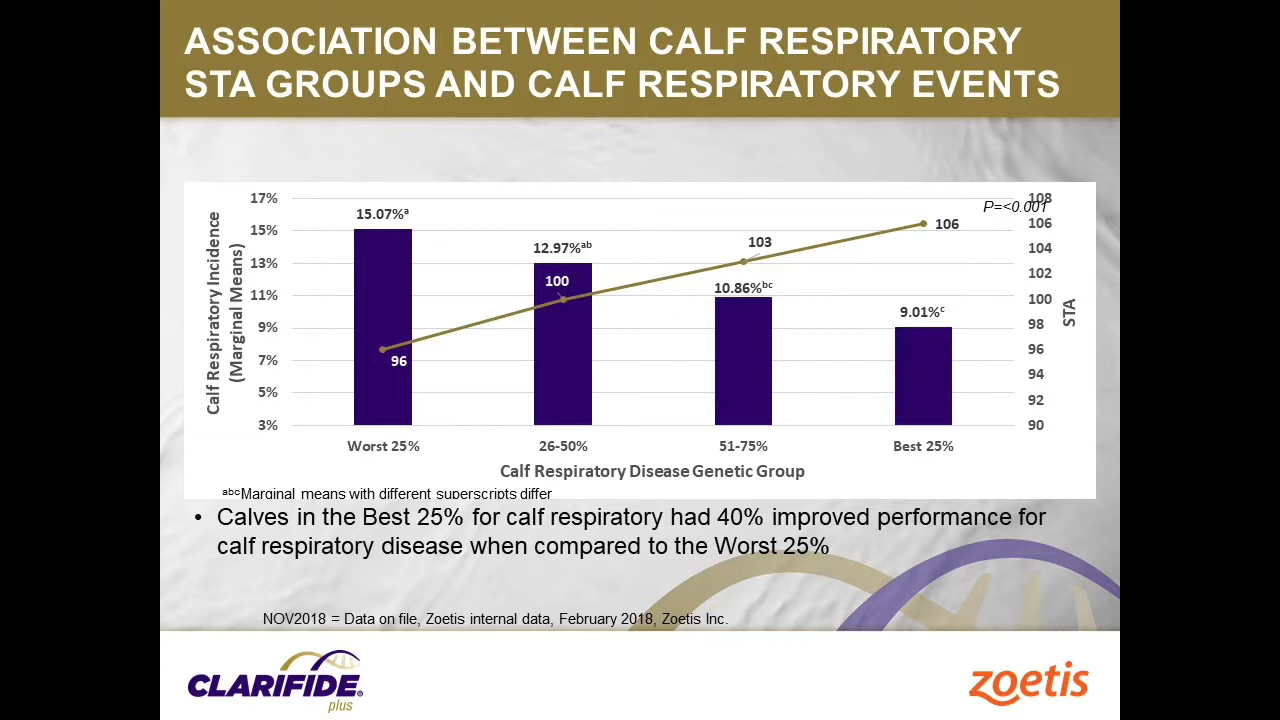 ASSOCIATION BETWEEN CALF RESPIRATORY
STA GROUPS AND CALF RESPIRATORY EVENTS
17%
15%
13%
11%
9%
7%
5%
3%
Calf Respiratory Incidence
(Marginal Means)
15.07%ᵃ
12.97%ᵃᵇ
10.86%ᵇᶜ
9.01%ᶜ
96
100
103
106
P=<0.001
108
106
104
102
100
98
96
94
92
90
STA
Worst 25%
26-50%
51-75%
Best 25%
Calf Respiratory Disease Genetic Group
ᵃᵇᶜMarginal means with different superscripts differ
• Calves in the Best 25% for calf respiratory had 40% improved performance for
calf respiratory disease when compared to the Worst 25%
NOV2018 = Data on file, Zoetis internal data, February 2018, Zoetis Inc.
CLARIFIDE®
plus
zoetis